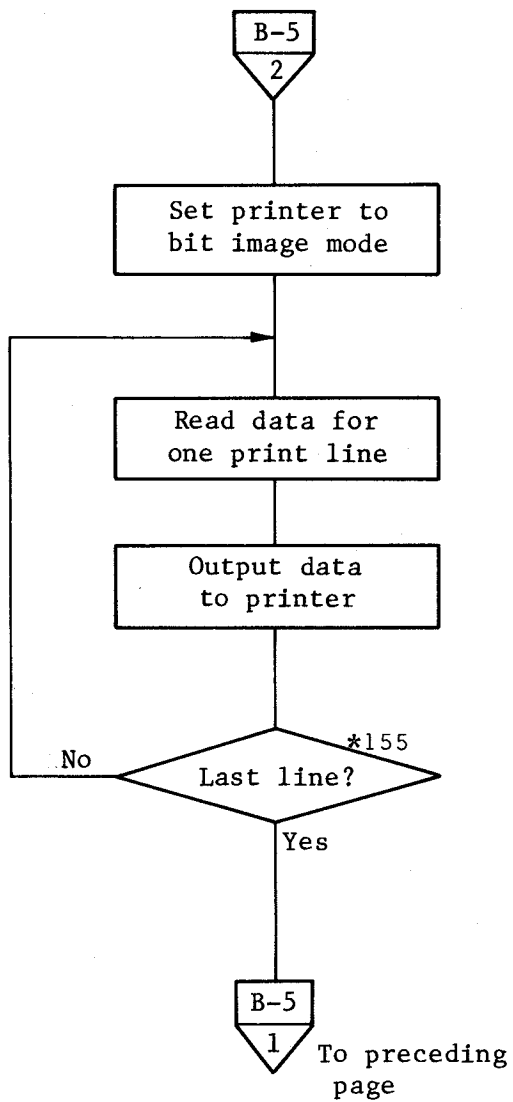 B-5
2
Set printer to
bit image mode
Read data for
one print line
Output data
to printer
*155
No
Last line?
Yes
B-5
1
To preceding
page